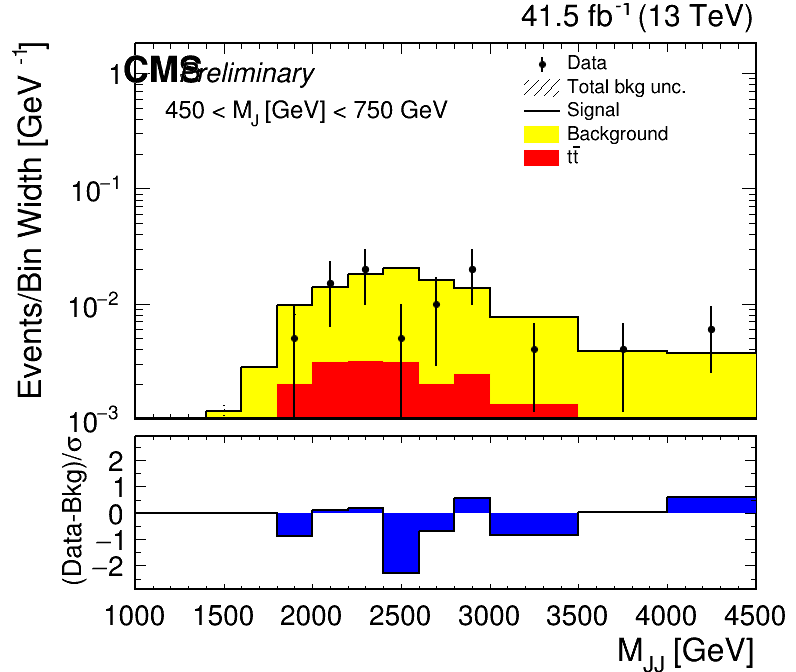 41.5 fb⁻¹ (13 TeV)
CMS Preliminary
450 < M_J [GeV] < 750 GeV
Data
Total bkg unc.
Signal
Background
tt̄
Events/Bin Width [GeV⁻¹]
1
10⁻¹
10⁻²
10⁻³
(Data-Bkg)/σ
2
1
0
−1
−2
1000 1500 2000 2500 3000 3500 4000 4500
M_JJ [GeV]